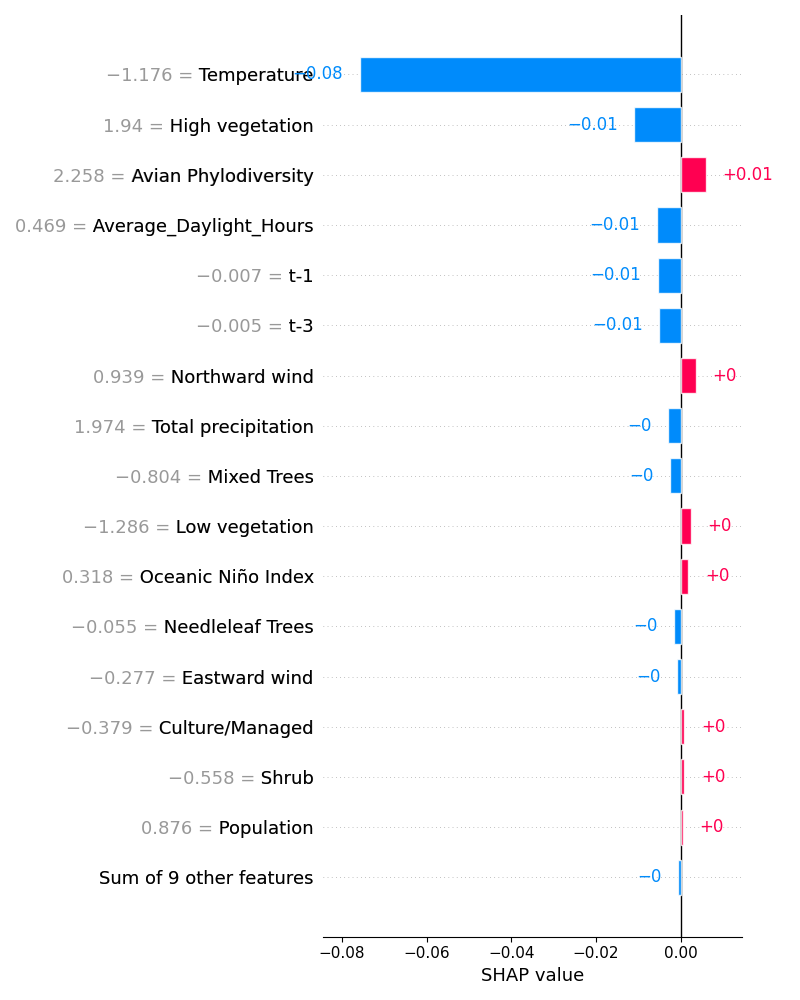 −1.176 = Temperature −0.08
1.94 = High vegetation −0.01
2.258 = Avian Phylodiversity +0.01
0.469 = Average_Daylight_Hours −0.01
−0.007 = t-1 −0.01
−0.005 = t-3 −0.01
0.939 = Northward wind +0
1.974 = Total precipitation −0
−0.804 = Mixed Trees −0
−1.286 = Low vegetation +0
0.318 = Oceanic Niño Index +0
−0.055 = Needleleaf Trees −0
−0.277 = Eastward wind −0
−0.379 = Culture/Managed +0
−0.558 = Shrub +0
0.876 = Population +0
Sum of 9 other features −0
−0.08 −0.06 −0.04 −0.02 0.00
SHAP value